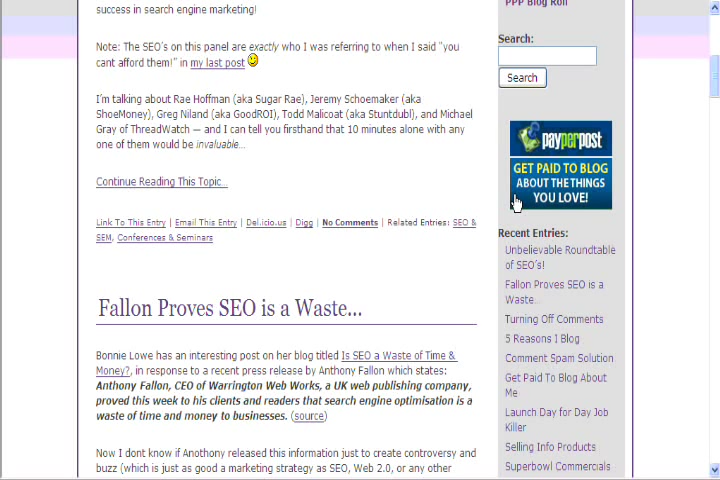 success in search engine marketing!
Note: The SEO's on this panel are exactly who I was referring to when I said "you
cant afford them!" in my last post
I'm talking about Rae Hoffman (aka Sugar Rae), Jeremy Schoemaker (aka
ShoeMoney), Greg Niland (aka GoodROI), Todd Malicoat (aka Stuntdubl), and Michael
Gray of ThreadWatch — and I can tell you firsthand that 10 minutes alone with any
one of them would be invaluable...
Continue Reading This Topic...
Link To This Entry | Email This Entry | Del.icio.us | Digg | No Comments | Related Entries: SEO &
SEM, Conferences & Seminars
Fallon Proves SEO is a Waste...
Bonnie Lowe has an interesting post on her blog titled Is SEO a Waste of Time &
Money?, in response to a recent press release by Anthony Fallon which states:
Anthony Fallon, CEO of Warrington Web Works, a UK web publishing company,
proved this week to his clients and readers that search engine optimisation is a
waste of time and money to businesses. (source)
Now I dont know if Anothony released this information just to create controversy and
buzz (which is just as good a marketing strategy as SEO, Web 2.0, or any other
PPP Blog Roll
Search:
Search
payperpost
GET PAID TO BLOG
ABOUT THE THINGS
YOU LOVE!
Recent Entries:
Unbelievable Roundtable
of SEO's!
Fallon Proves SEO is a
Waste...
Turning Off Comments
5 Reasons I Blog
Comment Spam Solution
Get Paid To Blog About
Me
Launch Day for Day Job
Killer
Selling Info Products
Superbowl Commercials